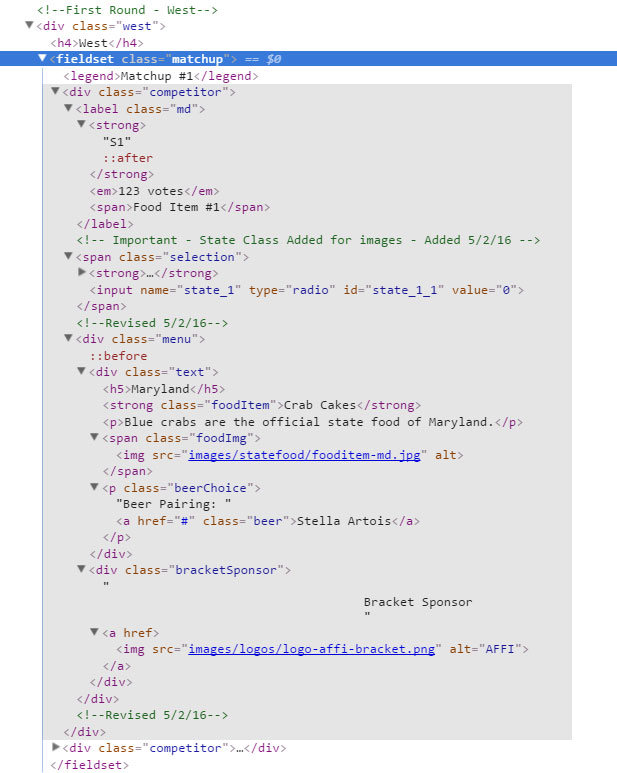 <!--First Round - West-->
▼<div class="west">
<h4>West</h4>
▼<fieldset class="matchup"> == $0
<legend>Matchup #1</legend>
▼<div class="competitor">
▼<label class="md">
▼<strong>
"S1"
::after
</strong>
<em>123 votes</em>
<span>Food Item #1</span>
</label>
<!-- Important - State Class Added for images - Added 5/2/16 -->
▼<span class="selection">
▶<strong>…</strong>
<input name="state_1" type="radio" id="state_1_1" value="0">
</span>
<!--Revised 5/2/16-->
▼<div class="menu">
::before
▼<div class="text">
<h5>Maryland</h5>
<strong class="foodItem">Crab Cakes</strong>
<p>Blue crabs are the official state food of Maryland.</p>
▼<span class="foodImg">
<img src="images/statefood/fooditem-md.jpg" alt>
</span>
▼<p class="beerChoice">
"Beer Pairing: "
<a href="#" class="beer">Stella Artois</a>
</p>
</div>
▼<div class="bracketSponsor">
"
Bracket Sponsor
"
▼<a href>
<img src="images/logos/logo-affi-bracket.png" alt="AFFI">
</a>
</div>
</div>
<!--Revised 5/2/16-->
</div>
▶<div class="competitor">…</div>
</fieldset>